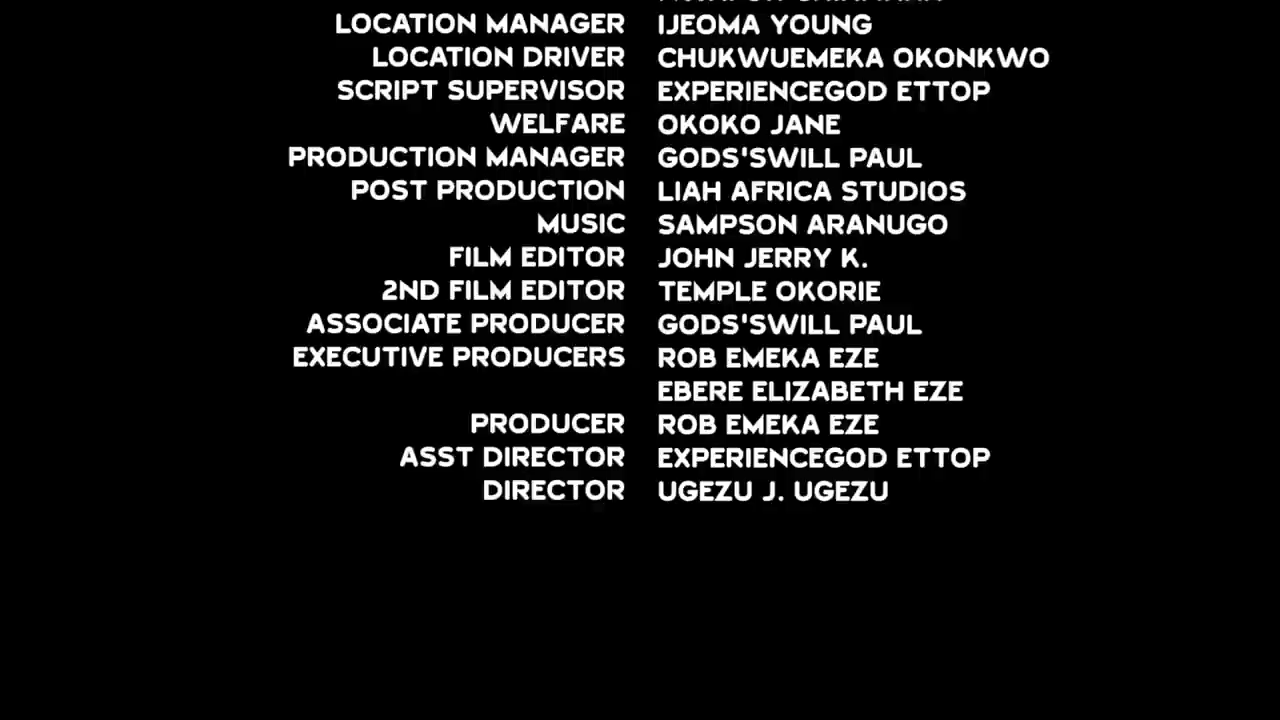 LOCATION MANAGER IJEOMA YOUNG
LOCATION DRIVER CHUKWUEMEKA OKONKWO
SCRIPT SUPERVISOR EXPERIENCEGOD ETTOP
WELFARE OKOKO JANE
PRODUCTION MANAGER GODS'SWILL PAUL
POST PRODUCTION LIAH AFRICA STUDIOS
MUSIC SAMPSON ARANUGO
FILM EDITOR JOHN JERRY K.
2ND FILM EDITOR TEMPLE OKORIE
ASSOCIATE PRODUCER GODS'SWILL PAUL
EXECUTIVE PRODUCERS ROB EMEKA EZE
EBERE ELIZABETH EZE
PRODUCER ROB EMEKA EZE
ASST DIRECTOR EXPERIENCEGOD ETTOP
DIRECTOR UGEZU J. UGEZU